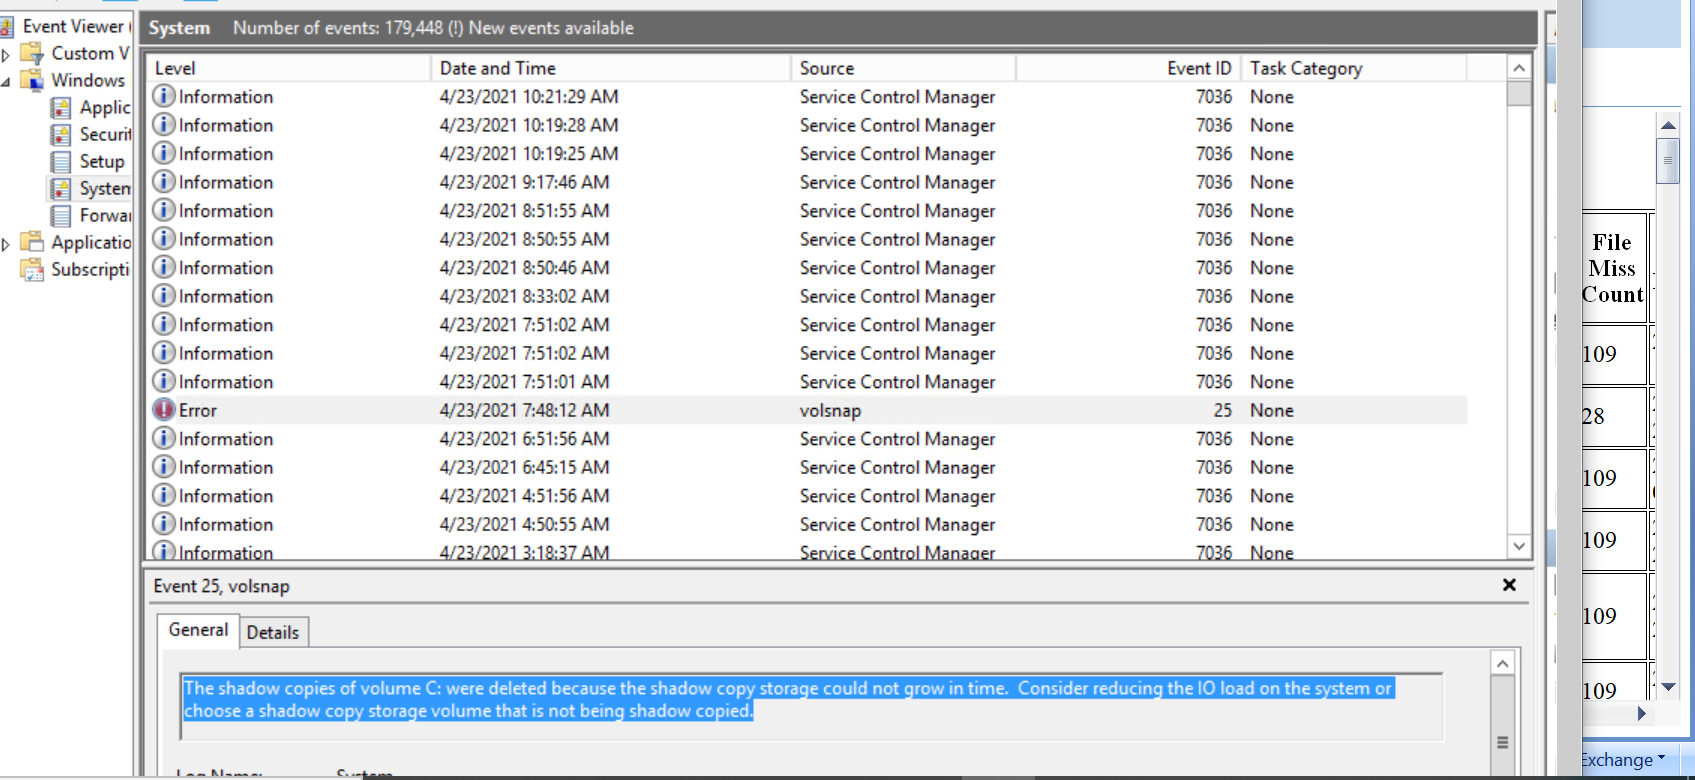 Event Viewer
System Number of events: 179,448 (!) New events available
Custom V
Windows
Applic
Securit
Setup
System
Forwar
Applicatio
Subscripti
Level Date and Time Source Event ID Task Category
Information 4/23/2021 10:21:29 AM Service Control Manager 7036 None
Information 4/23/2021 10:19:28 AM Service Control Manager 7036 None
Information 4/23/2021 10:19:25 AM Service Control Manager 7036 None
Information 4/23/2021 9:17:46 AM Service Control Manager 7036 None
Information 4/23/2021 8:51:55 AM Service Control Manager 7036 None
Information 4/23/2021 8:50:55 AM Service Control Manager 7036 None
Information 4/23/2021 8:50:46 AM Service Control Manager 7036 None
Information 4/23/2021 8:33:02 AM Service Control Manager 7036 None
Information 4/23/2021 7:51:02 AM Service Control Manager 7036 None
Information 4/23/2021 7:51:02 AM Service Control Manager 7036 None
Information 4/23/2021 7:51:01 AM Service Control Manager 7036 None
Error 4/23/2021 7:48:12 AM volsnap 25 None
Information 4/23/2021 6:51:56 AM Service Control Manager 7036 None
Information 4/23/2021 6:45:15 AM Service Control Manager 7036 None
Information 4/23/2021 4:51:56 AM Service Control Manager 7036 None
Information 4/23/2021 4:50:55 AM Service Control Manager 7036 None
Information 4/23/2021 3:18:37 AM Service Control Manager 7036 None
Event 25, volsnap
General Details
The shadow copies of volume C: were deleted because the shadow copy storage could not grow in time.  Consider reducing the IO load on the system or
choose a shadow copy storage volume that is not being shadow copied.
Log Name: System
File
Miss
Count
109
28
109
109
109
109
Exchange